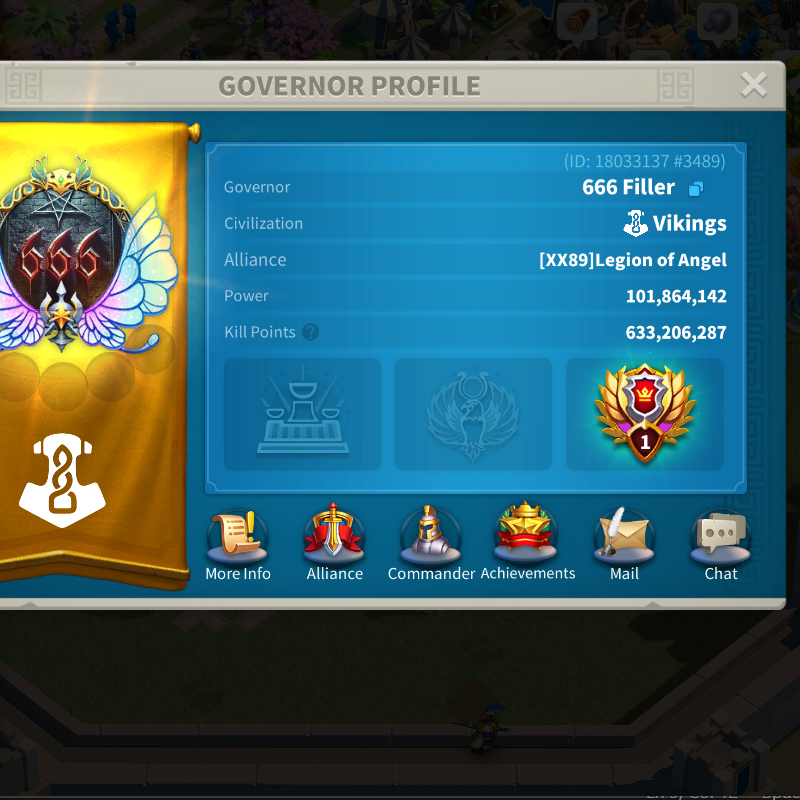 GOVERNOR PROFILE
(ID: 18033137 #3489)
Governor 666 Filler
Civilization Vikings
Alliance [XX89]Legion of Angel
Power 101,864,142
Kill Points ? 633,206,287
666
1
More Info Alliance Commander Achievements Mail Chat